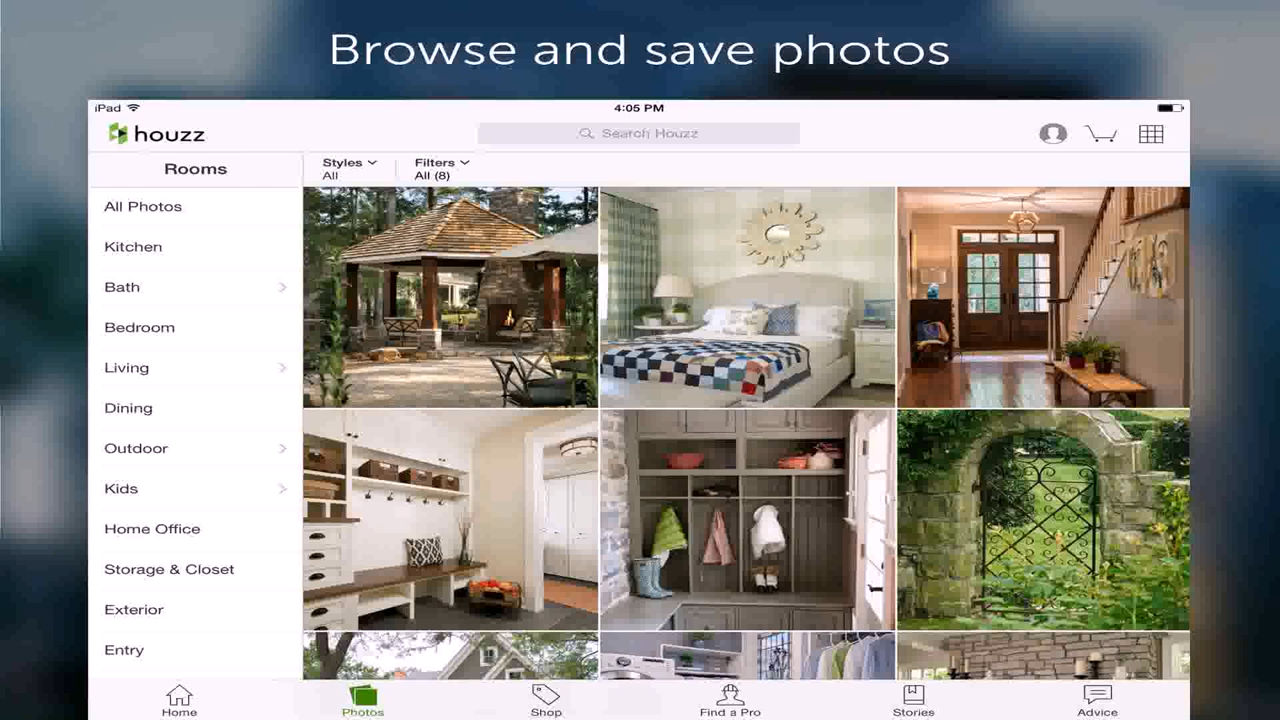 Browse and save photos
iPad
4:05 PM
houzz
Search Houzz
Rooms
Styles
All
Filters
All (8)
All Photos
Kitchen
Bath
Bedroom
Living
Dining
Outdoor
Kids
Home Office
Storage & Closet
Exterior
Entry
Home
Photos
Shop
Find a Pro
Stories
Advice